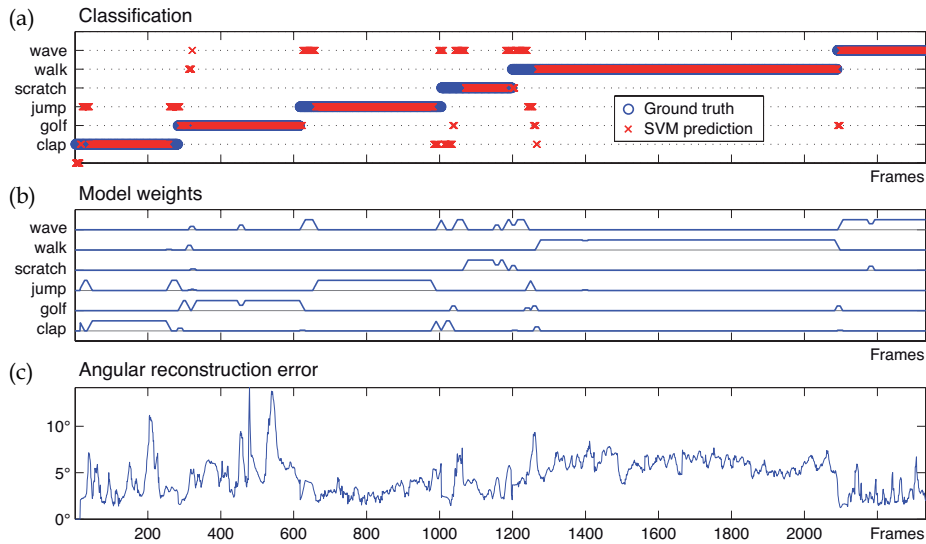 (a) Classification
wave
walk
scratch
jump
golf
clap
Ground truth
SVM prediction
Frames
(b) Model weights
wave
walk
scratch
jump
golf
clap
Frames
(c) Angular reconstruction error
10°
5°
0°
200 400 600 800 1000 1200 1400 1600 1800 2000 Frames